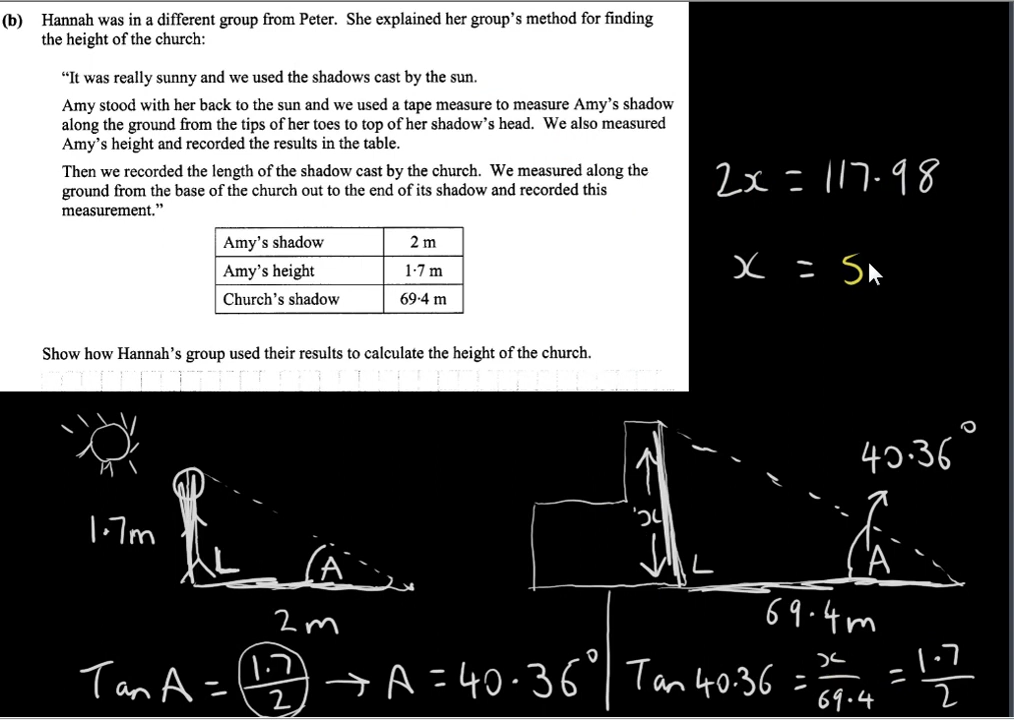 (b) Hannah was in a different group from Peter. She explained her group's method for finding
the height of the church:
“It was really sunny and we used the shadows cast by the sun.
Amy stood with her back to the sun and we used a tape measure to measure Amy's shadow
along the ground from the tips of her toes to top of her shadow's head. We also measured
Amy's height and recorded the results in the table.
Then we recorded the length of the shadow cast by the church. We measured along the
ground from the base of the church out to the end of its shadow and recorded this
measurement.”
Amy's shadow 2 m
Amy's height 1·7 m
Church's shadow 69·4 m
Show how Hannah's group used their results to calculate the height of the church.
2x = 117.98
x = 5
1.7m
A
2m
x
40.36°
A
69.4m
Tan A = 1.7/2 → A = 40.36°
Tan 40.36 = x/69.4 = 1.7/2